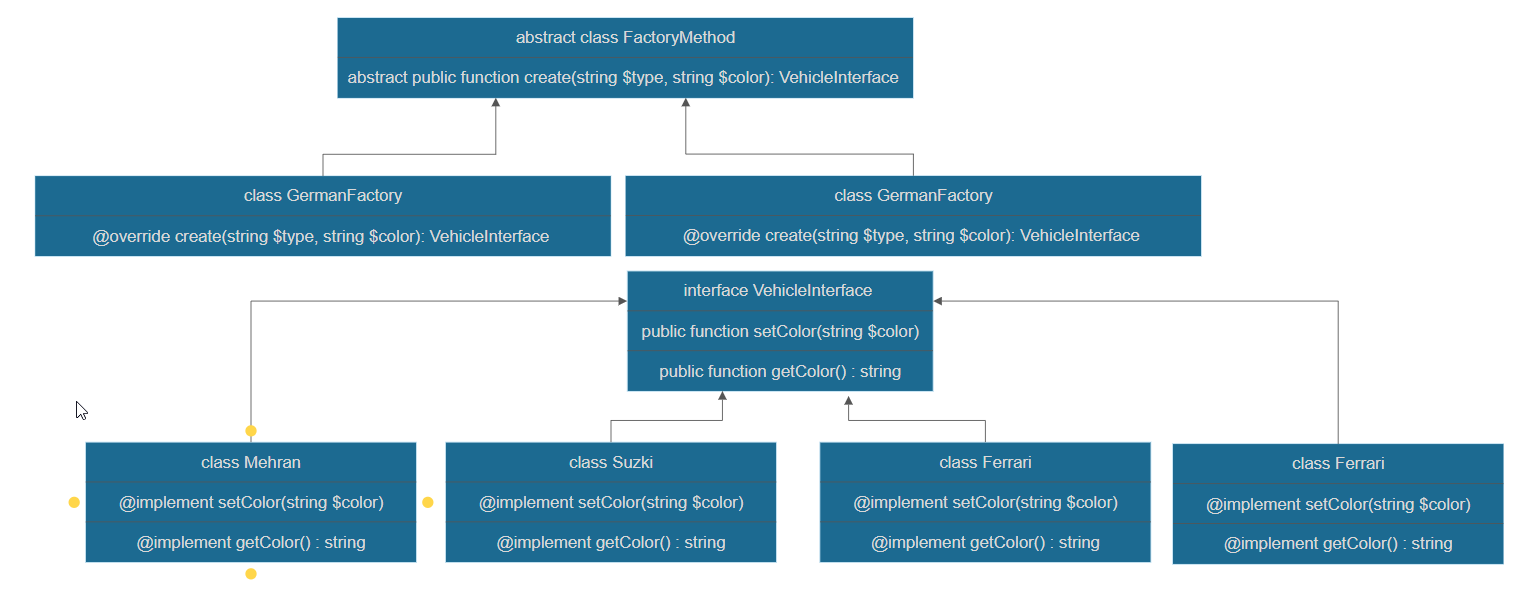 abstract class FactoryMethod
abstract public function create(string $type, string $color): VehicleInterface
class GermanFactory
@override create(string $type, string $color): VehicleInterface
class GermanFactory
@override create(string $type, string $color): VehicleInterface
interface VehicleInterface
public function setColor(string $color)
public function getColor() : string
class Mehran
@implement setColor(string $color)
@implement getColor() : string
class Suzki
@implement setColor(string $color)
@implement getColor() : string
class Ferrari
@implement setColor(string $color)
@implement getColor() : string
class Ferrari
@implement setColor(string $color)
@implement getColor() : string